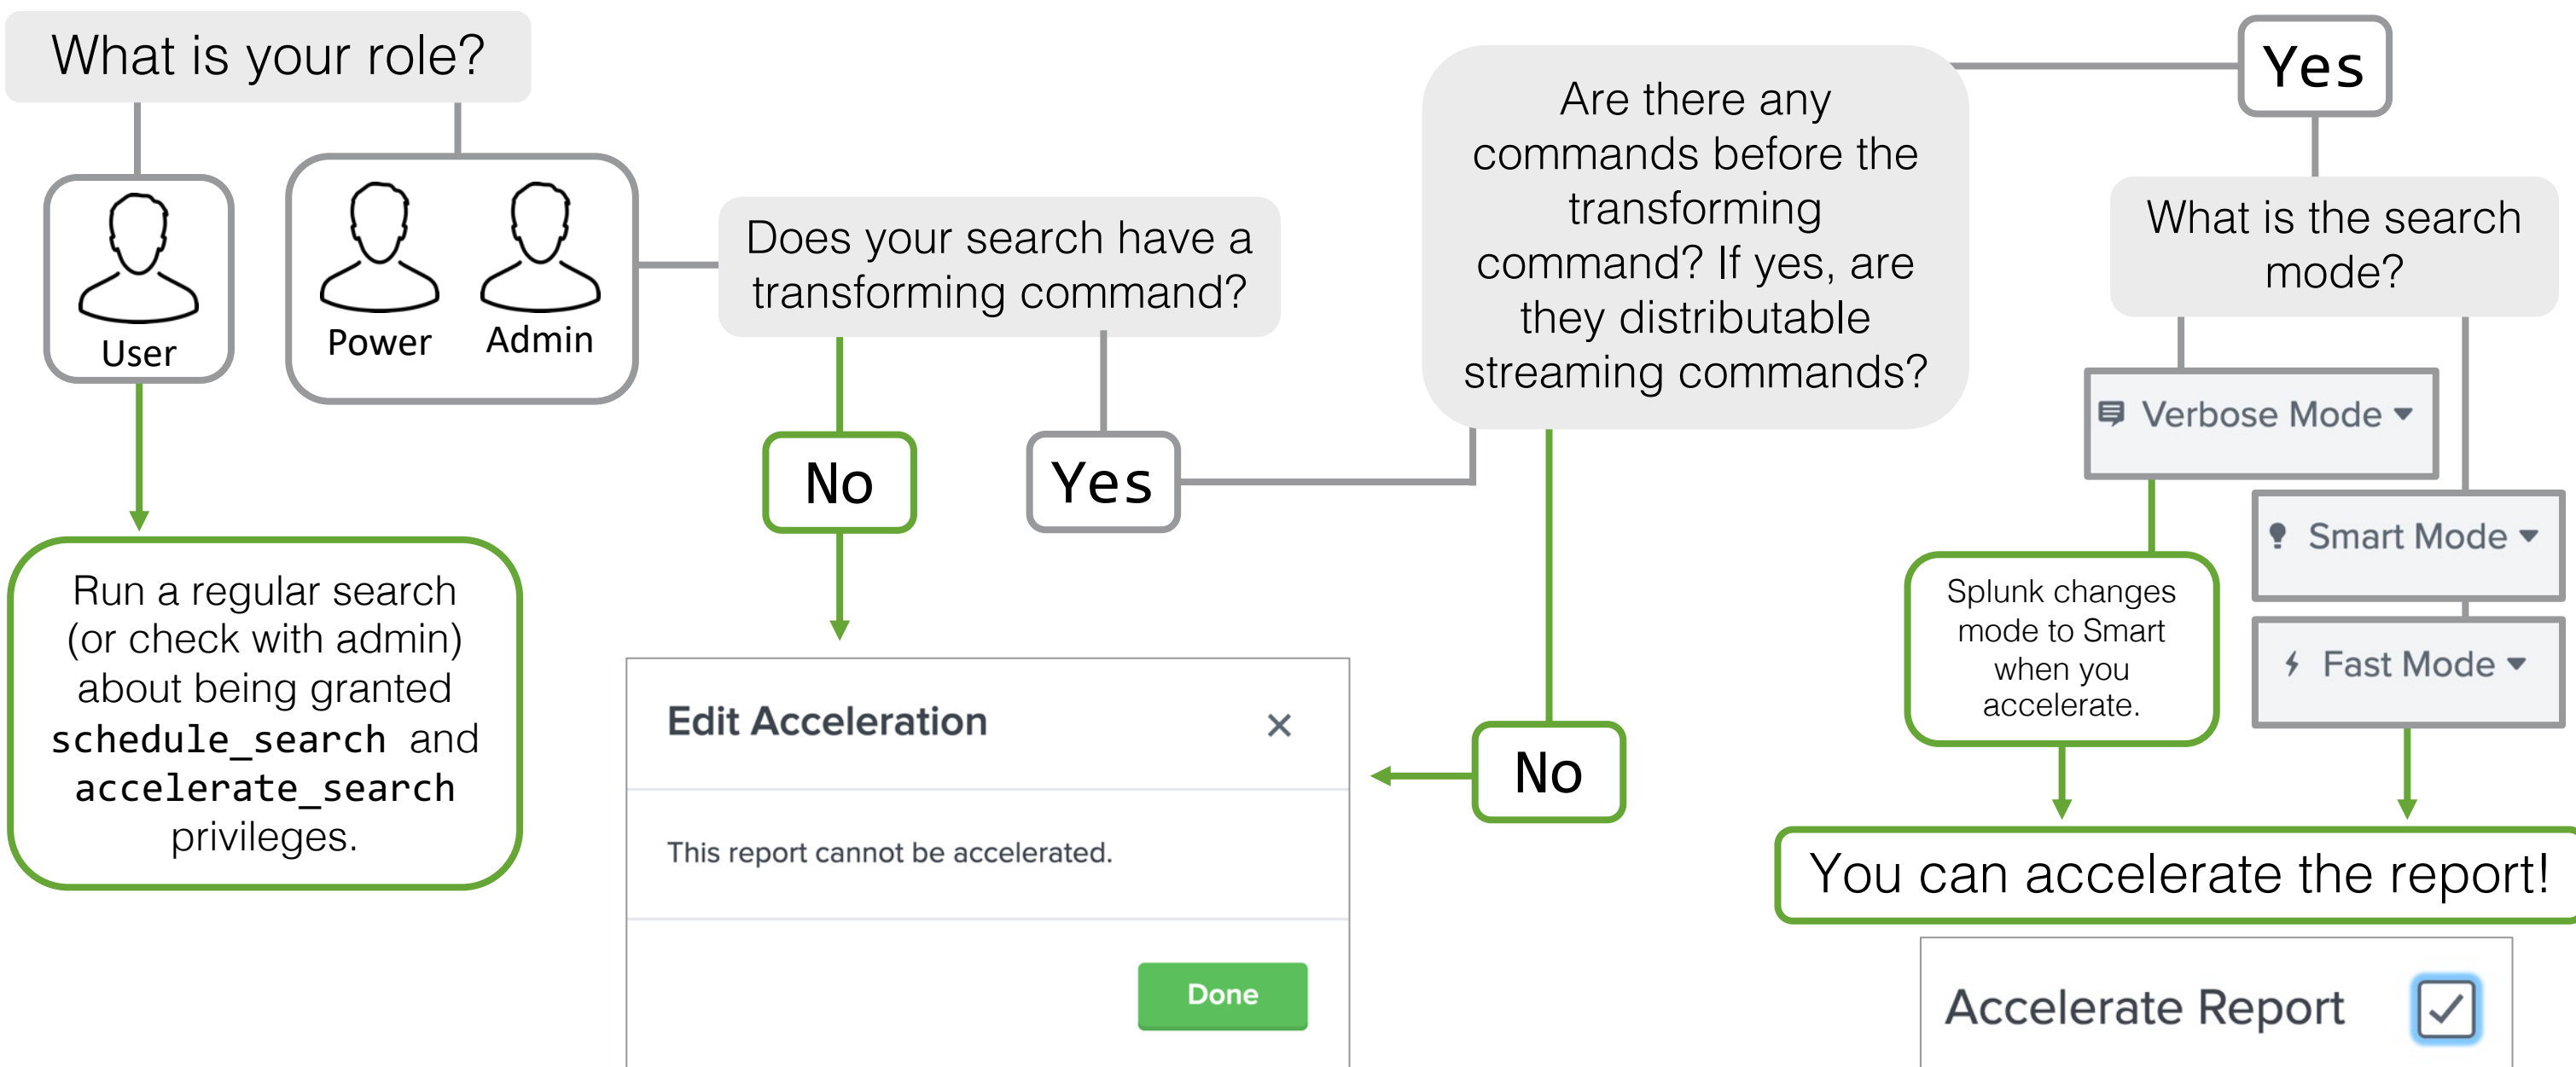 What is your role?
User
Power
Admin
Run a regular search
(or check with admin)
about being granted
schedule_search and
accelerate_search
privileges.
Does your search have a
transforming command?
No
Yes
Edit Acceleration
This report cannot be accelerated.
Done
Are there any
commands before the
transforming
command? If yes, are
they distributable
streaming commands?
No
Yes
What is the search
mode?
Verbose Mode
Smart Mode
Fast Mode
Splunk changes
mode to Smart
when you
accelerate.
You can accelerate the report!
Accelerate Report